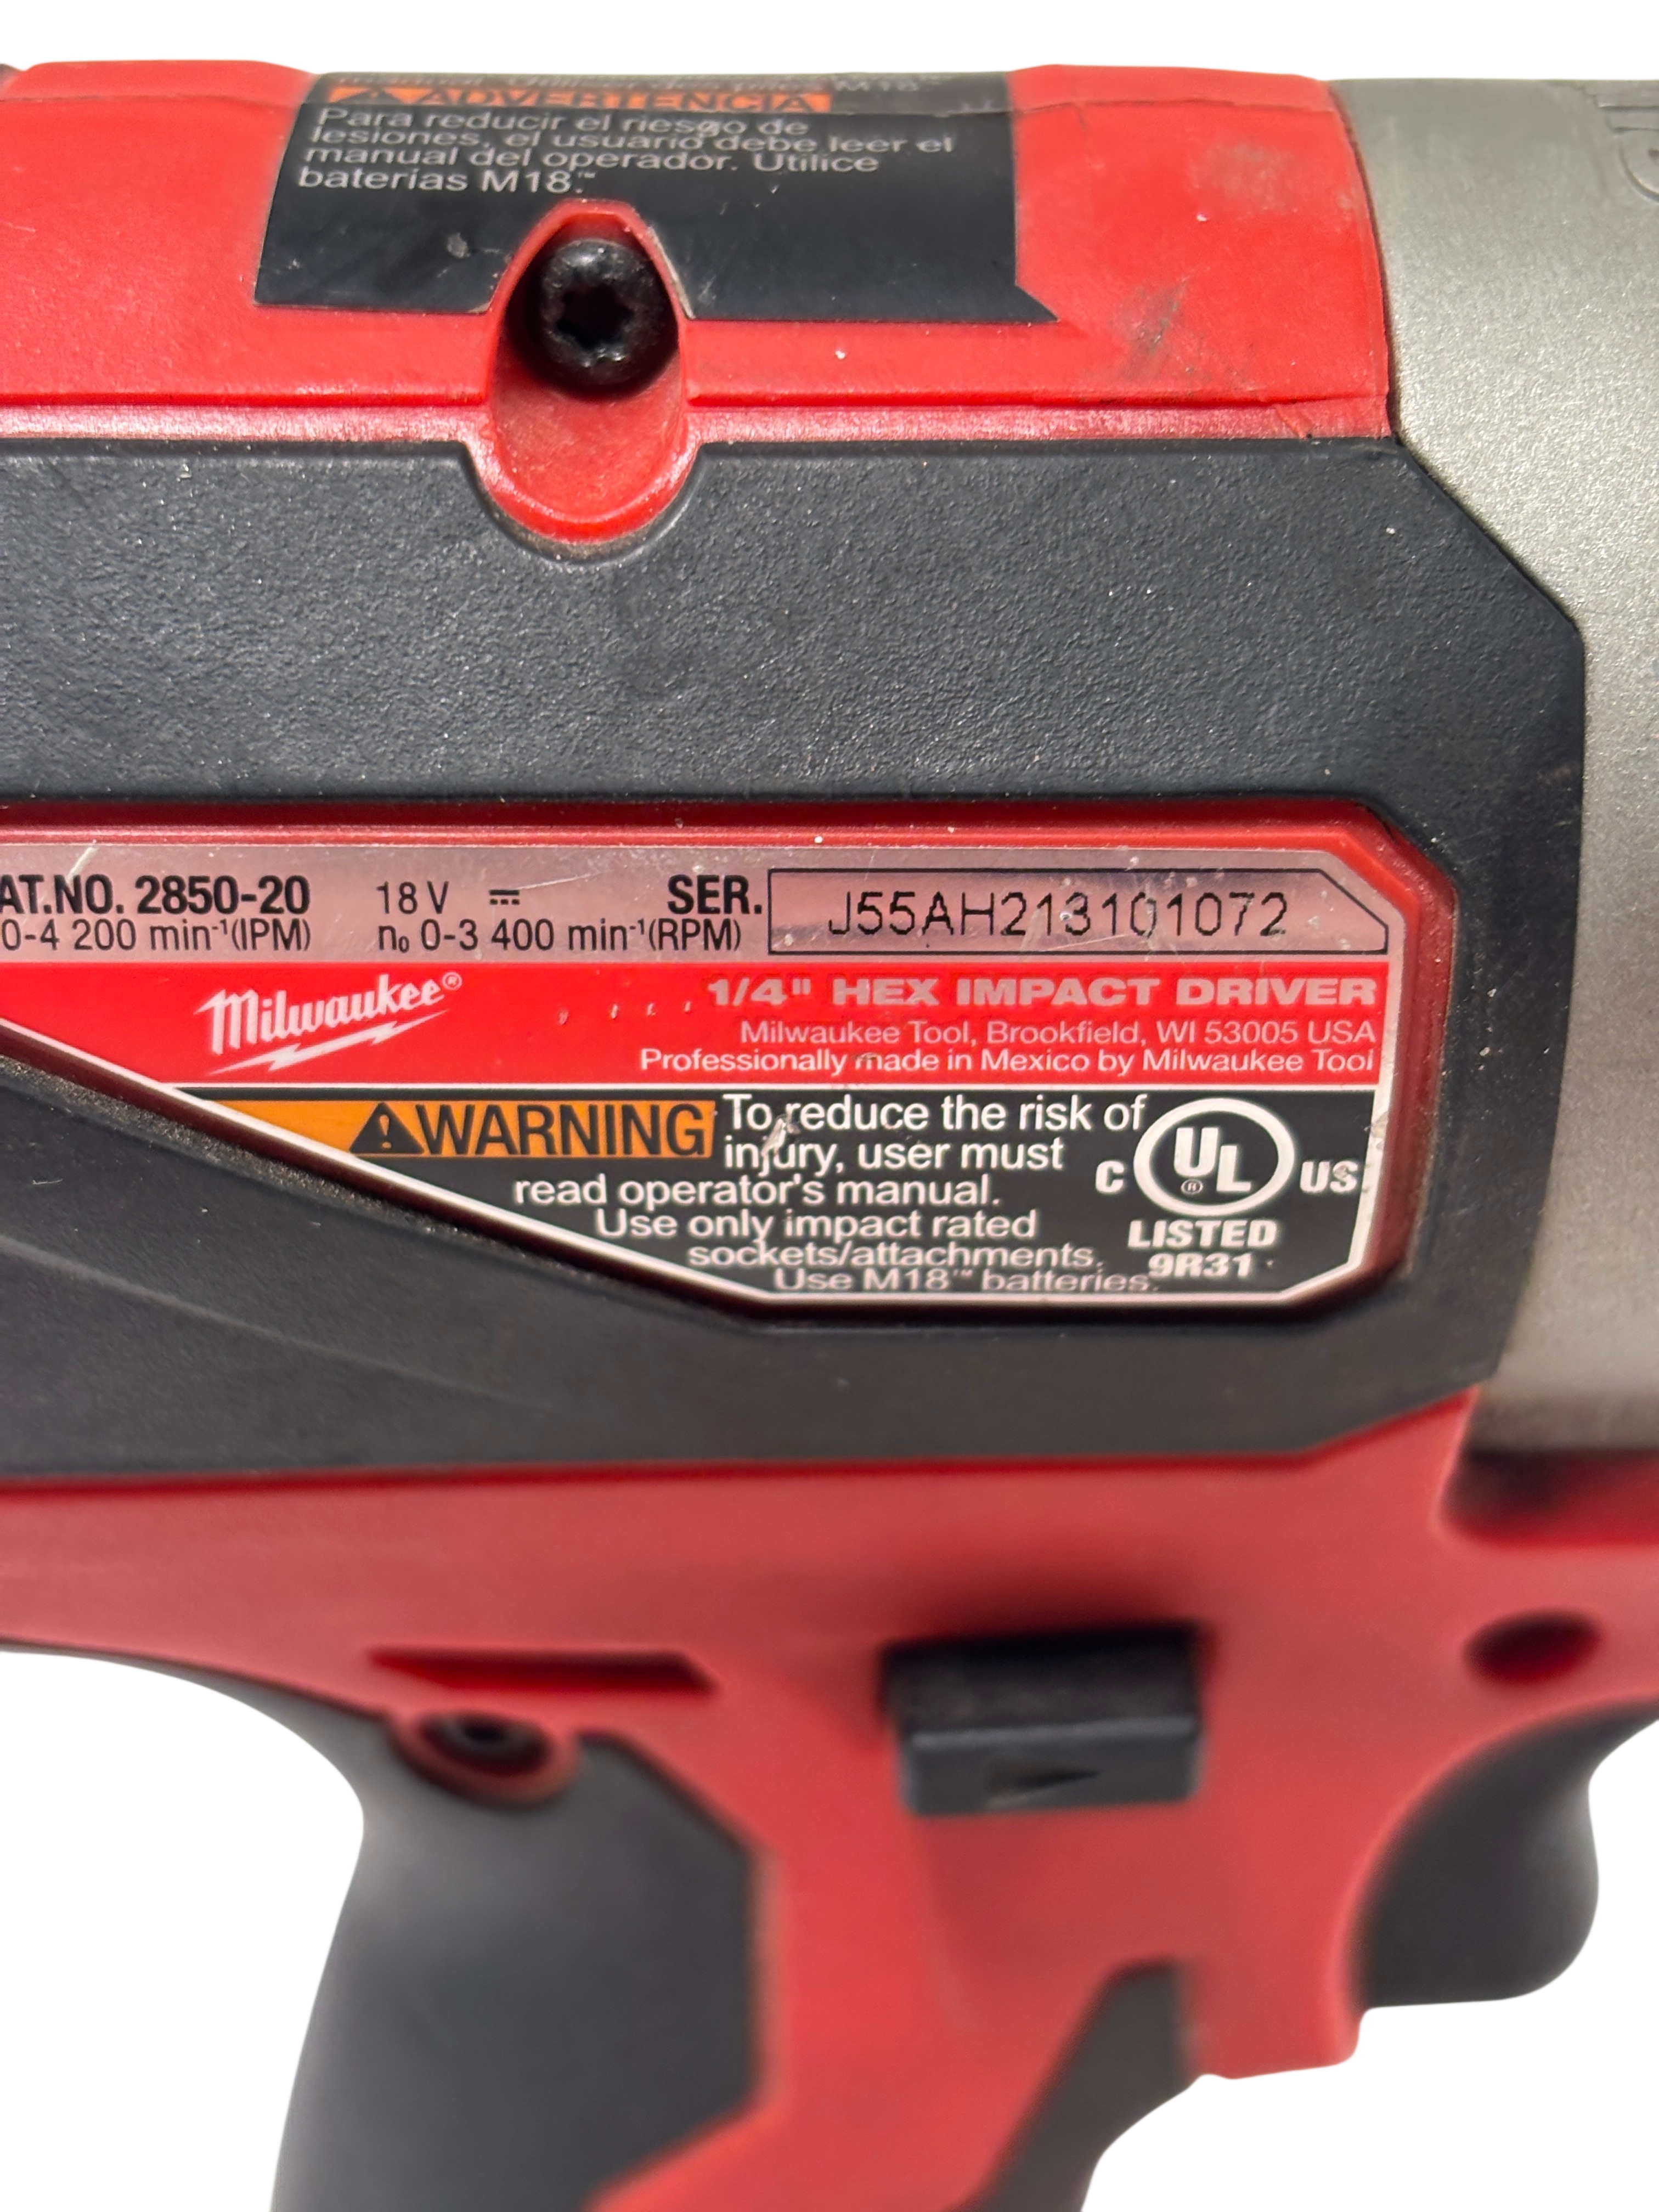 ADVERTENCIA
Para reducir el riesgo de
lesiones, el usuario debe leer el
manual del operador. Utilice
baterías M18.™
AT.NO. 2850-20 18 V ⎓ SER. J55AH213101072
0-4 200 min⁻¹(IPM) n₀ 0-3 400 min⁻¹(RPM)
Milwaukee® 1/4" HEX IMPACT DRIVER
Milwaukee Tool, Brookfield, WI 53005 USA
Professionally made in Mexico by Milwaukee Tool
WARNING To reduce the risk of
injury, user must
read operator's manual.
Use only impact rated
sockets/attachments.
Use M18™ batteries.
C UL® US
LISTED
9R31